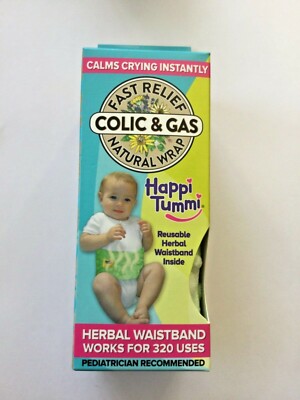 CALMS CRYING INSTANTLY
FAST RELIEF
COLIC & GAS
NATURAL WRAP
Happi
Tummi
Reusable
Herbal
Waistband
Inside
HERBAL WAISTBAND
WORKS FOR 320 USES
PEDIATRICIAN RECOMMENDED